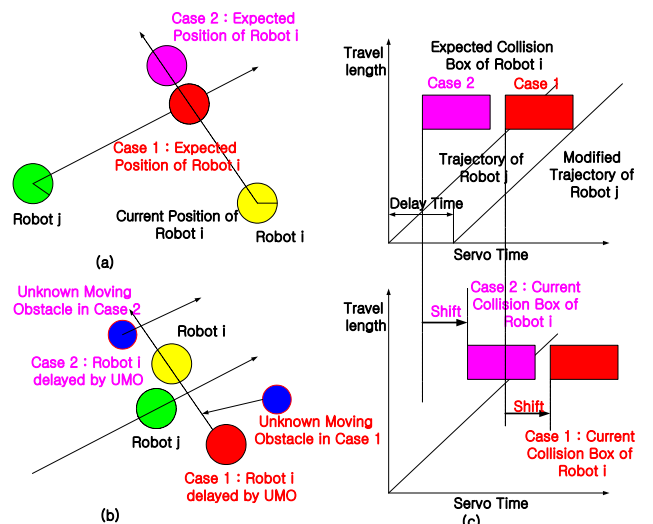 Case 2 : Expected
Position of Robot i
Case 1 : Expected
Position of Robot i
Robot j
Current Position of
Robot i
Robot i
(a)
Unknown Moving
Obstacle in Case 2
Robot i
Case 2 : Robot i
delayed by UMO
Robot j
Unknown Moving
Obstacle in Case 1
Case 1 : Robot i
delayed by UMO
(b)
Travel
length
Expected Collision
Box of Robot i
Case 2
Case 1
Trajectory of
Robot j
Modified
Trajectory of
Robot j
Delay Time
Servo Time
Travel
length
Case 2 : Current
Collision Box of
Robot i
Shift
Shift
Case 1 : Current
Collision Box of
Robot i
Servo Time
(c)